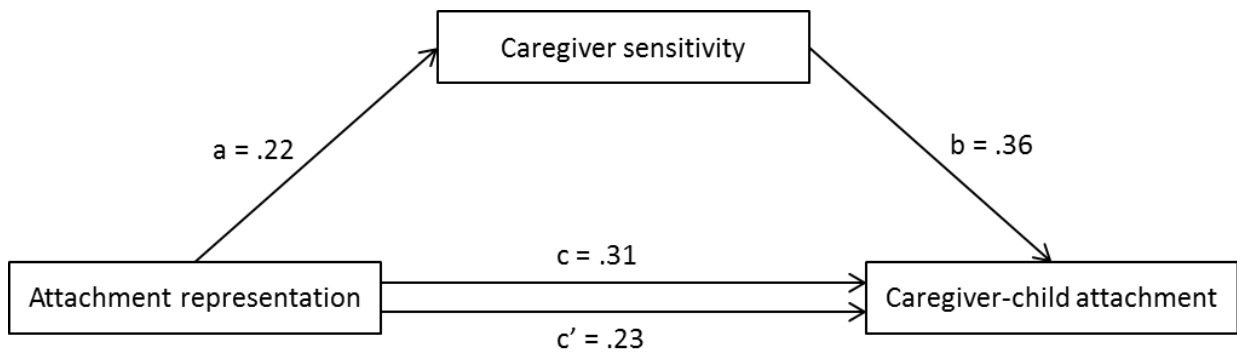 Caregiver sensitivity
a = .22
b = .36
c = .31
Attachment representation
Caregiver-child attachment
c’ = .23